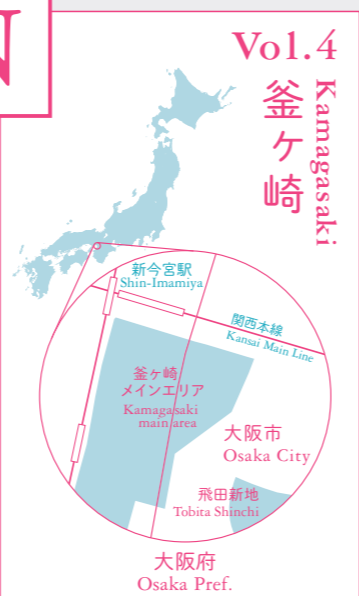 N
Vol.4
釜ケ崎
Kamagasaki
新今宮駅
Shin-Imamiya
関西本線
Kansai Main Line
釜ヶ崎
メインエリア
Kamagasaki
main area
大阪市
Osaka City
飛田新地
Tobita Shinchi
大阪府
Osaka Pref.